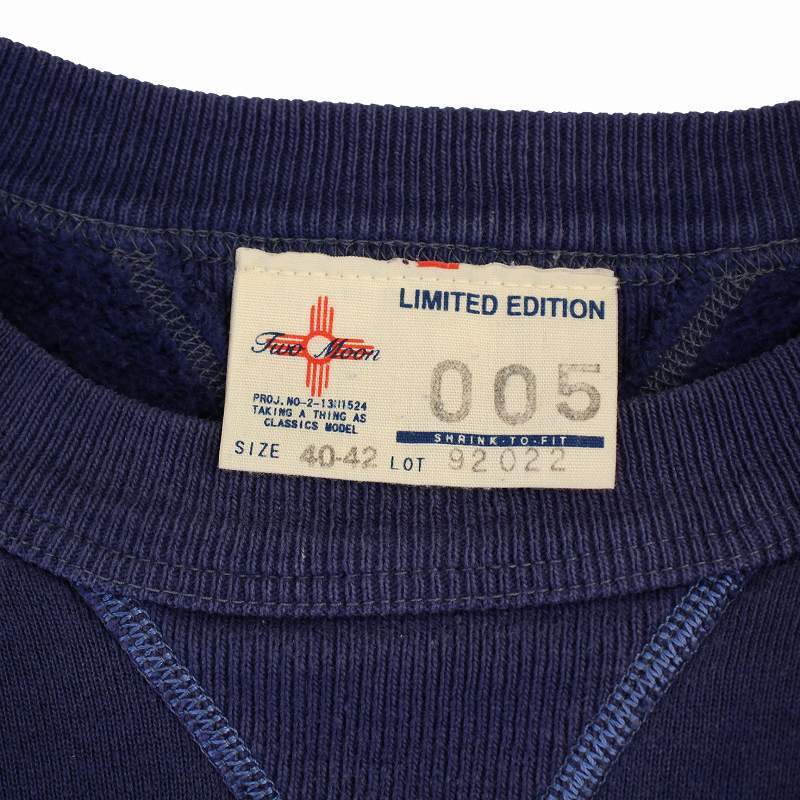 LIMITED EDITION
Two Moon
005
PROJ. NO-2-13111524
TAKING A THING AS
CLASSICS MODEL
SHRINK-TO-FIT
SIZE 40-42 LOT 92022